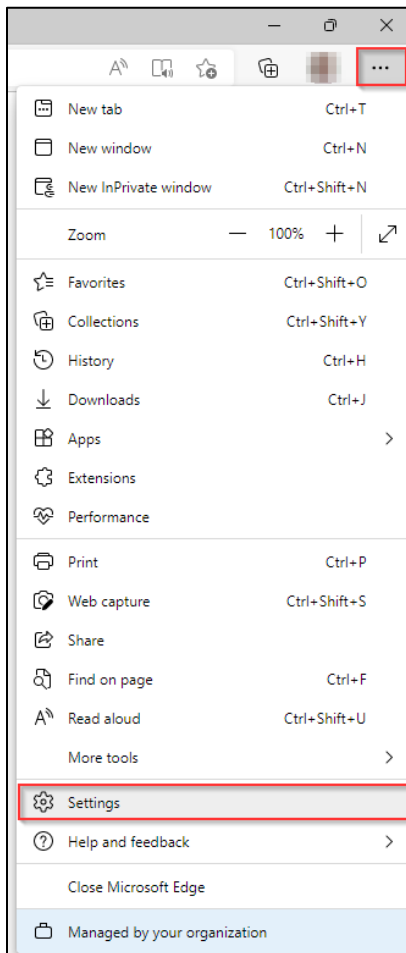 New tab Ctrl+T
New window Ctrl+N
New InPrivate window Ctrl+Shift+N
Zoom — 100% +
Favorites Ctrl+Shift+O
Collections Ctrl+Shift+Y
History Ctrl+H
Downloads Ctrl+J
Apps
Extensions
Performance
Print Ctrl+P
Web capture Ctrl+Shift+S
Share
Find on page Ctrl+F
Read aloud Ctrl+Shift+U
More tools
Settings
Help and feedback
Close Microsoft Edge
Managed by your organization